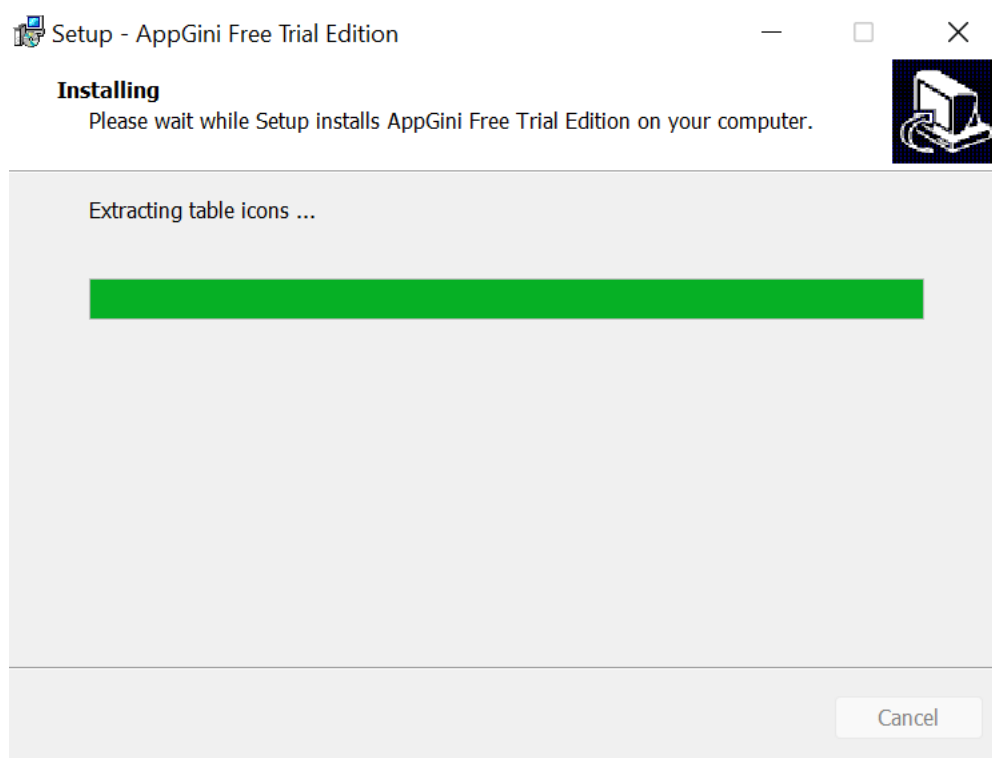 Setup - AppGini Free Trial Edition
Installing
Please wait while Setup installs AppGini Free Trial Edition on your computer.
Extracting table icons ...
Cancel